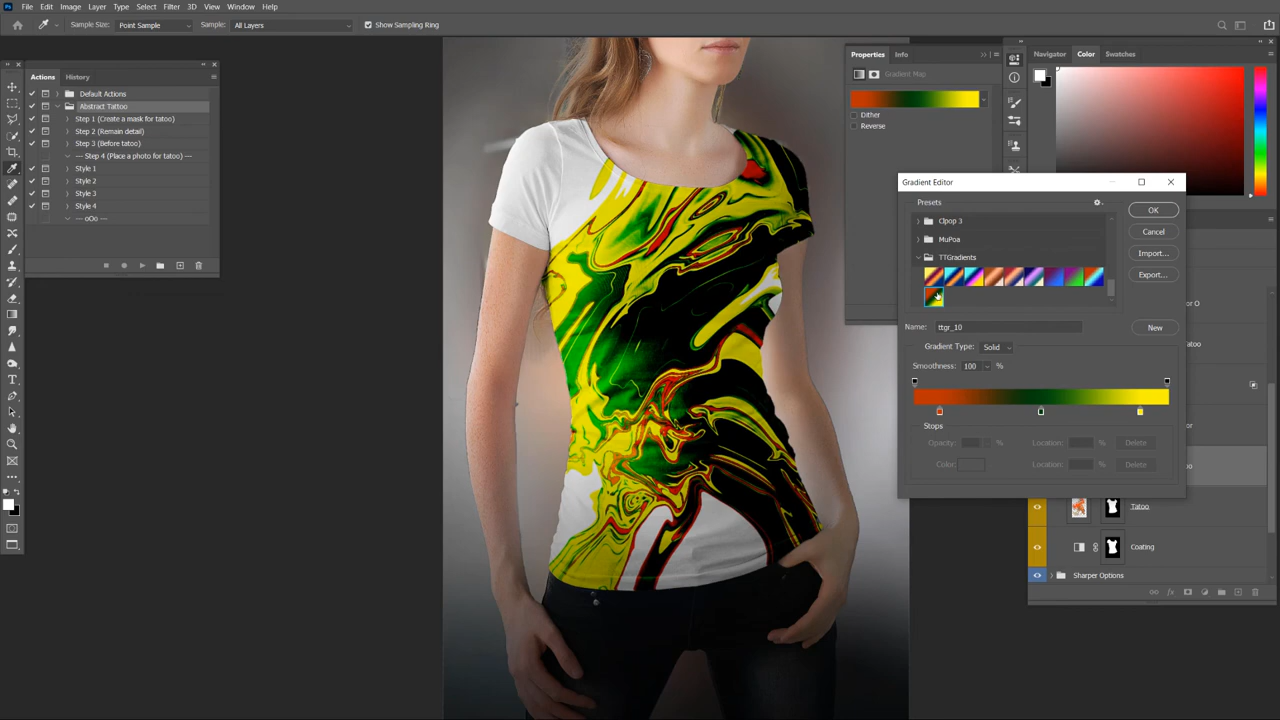 File Edit Image Layer Type Select Filter 3D View Window Help
Sample Size: Point Sample Sample: All Layers Show Sampling Ring
Actions History
Default Actions
Abstract Tattoo
Step 1 (Create a mask for tatoo)
Step 2 (Remain detail)
Step 3 (Before tatoo)
-- Step 4 (Place a photo for tatoo) ---
Style 1
Style 2
Style 3
Style 4
-- oOo --
Properties Info
Gradient Map
Dither
Reverse
Navigator Color Swatches
Gradient Editor
Presets
MuPoa
TTGradients
OK
Cancel
Import...
Export...
Name: ttgr_10
New
Gradient Type: Solid
Smoothness: 100 %
Stops
Opacity: % Location: % Delete
Color: Location: % Delete
Tatoo
Coating
Sharper Options